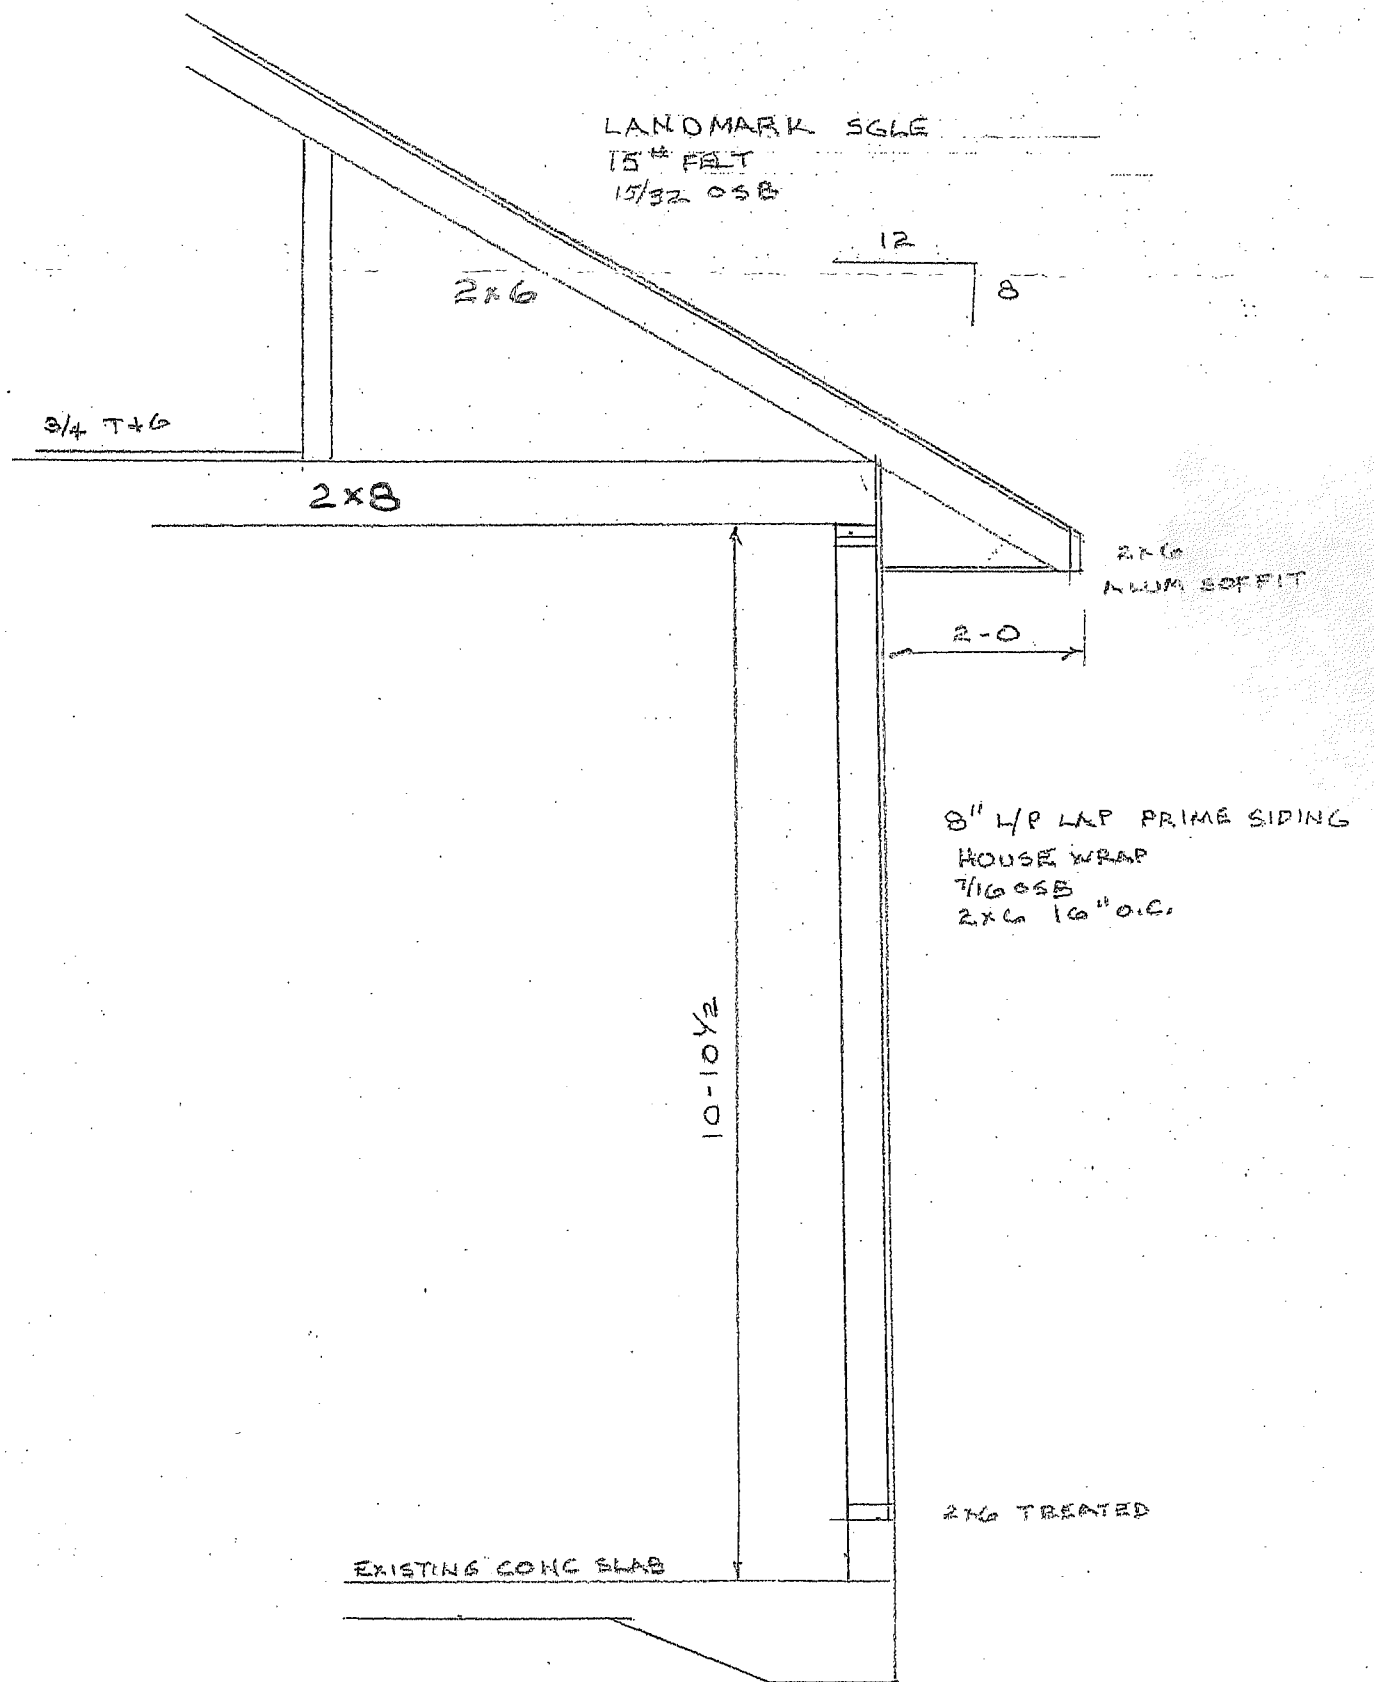 LANDMARK SGLE
15# FELT
15/32 OSB
12
8
2x6
3/4 T+G
2x8
2x6
ALUM SOFFIT
2-0
8" L/P LAP PRIME SIDING
HOUSE WRAP
7/16 OSB
2x6 16" O.C.
10-10 1/2
2x6 TREATED
EXISTING CONC SLAB